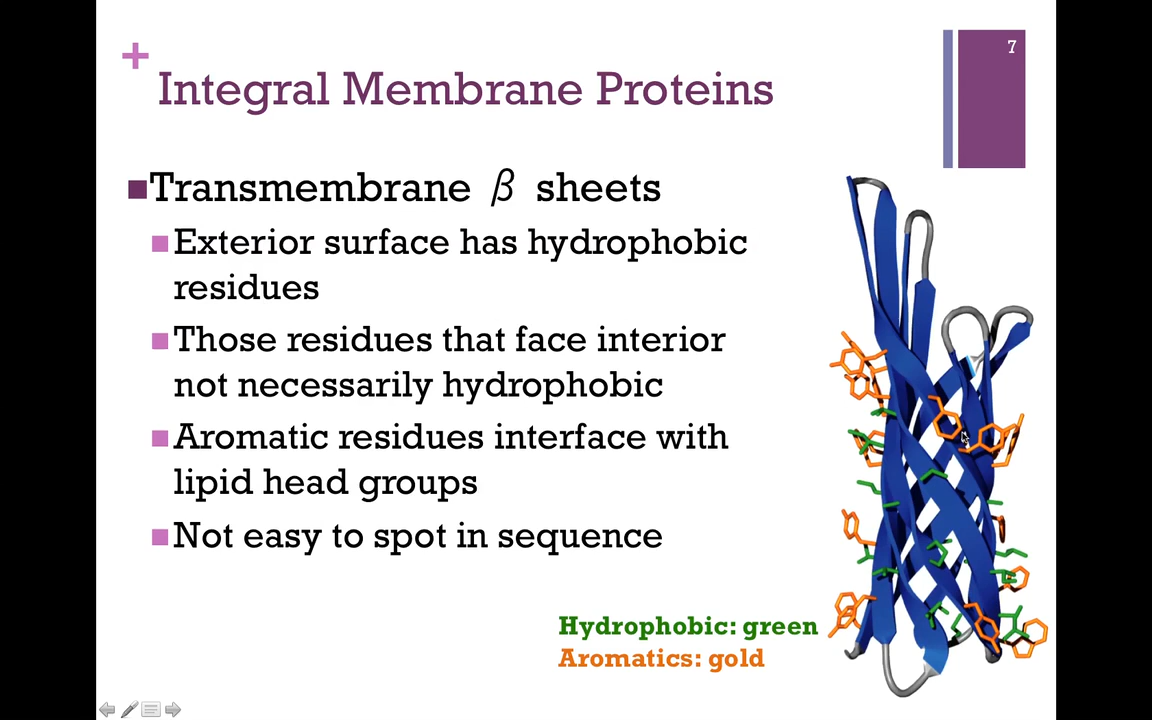 7
+
Integral Membrane Proteins
Transmembrane β sheets
Exterior surface has hydrophobic
residues
Those residues that face interior
not necessarily hydrophobic
Aromatic residues interface with
lipid head groups
Not easy to spot in sequence
Hydrophobic: green
Aromatics: gold